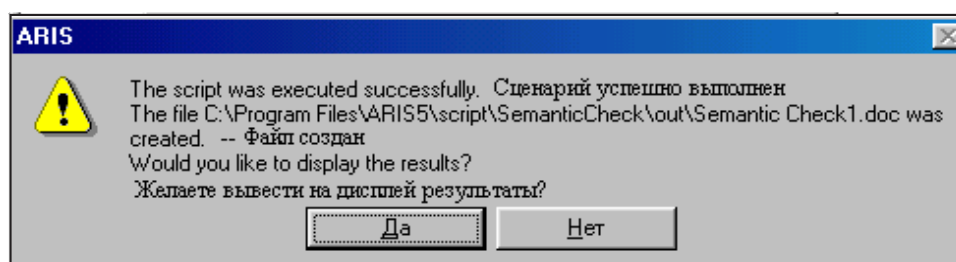 ARIS
The script was executed successfully. Сценарий успешно выполнен
The file C:\Program Files\ARIS5\script\SemanticCheck\out\Semantic Check1.doc was
created. -- Файл создан
Would you like to display the results?
Желаете вывести на дисплей результаты?
Да Нет